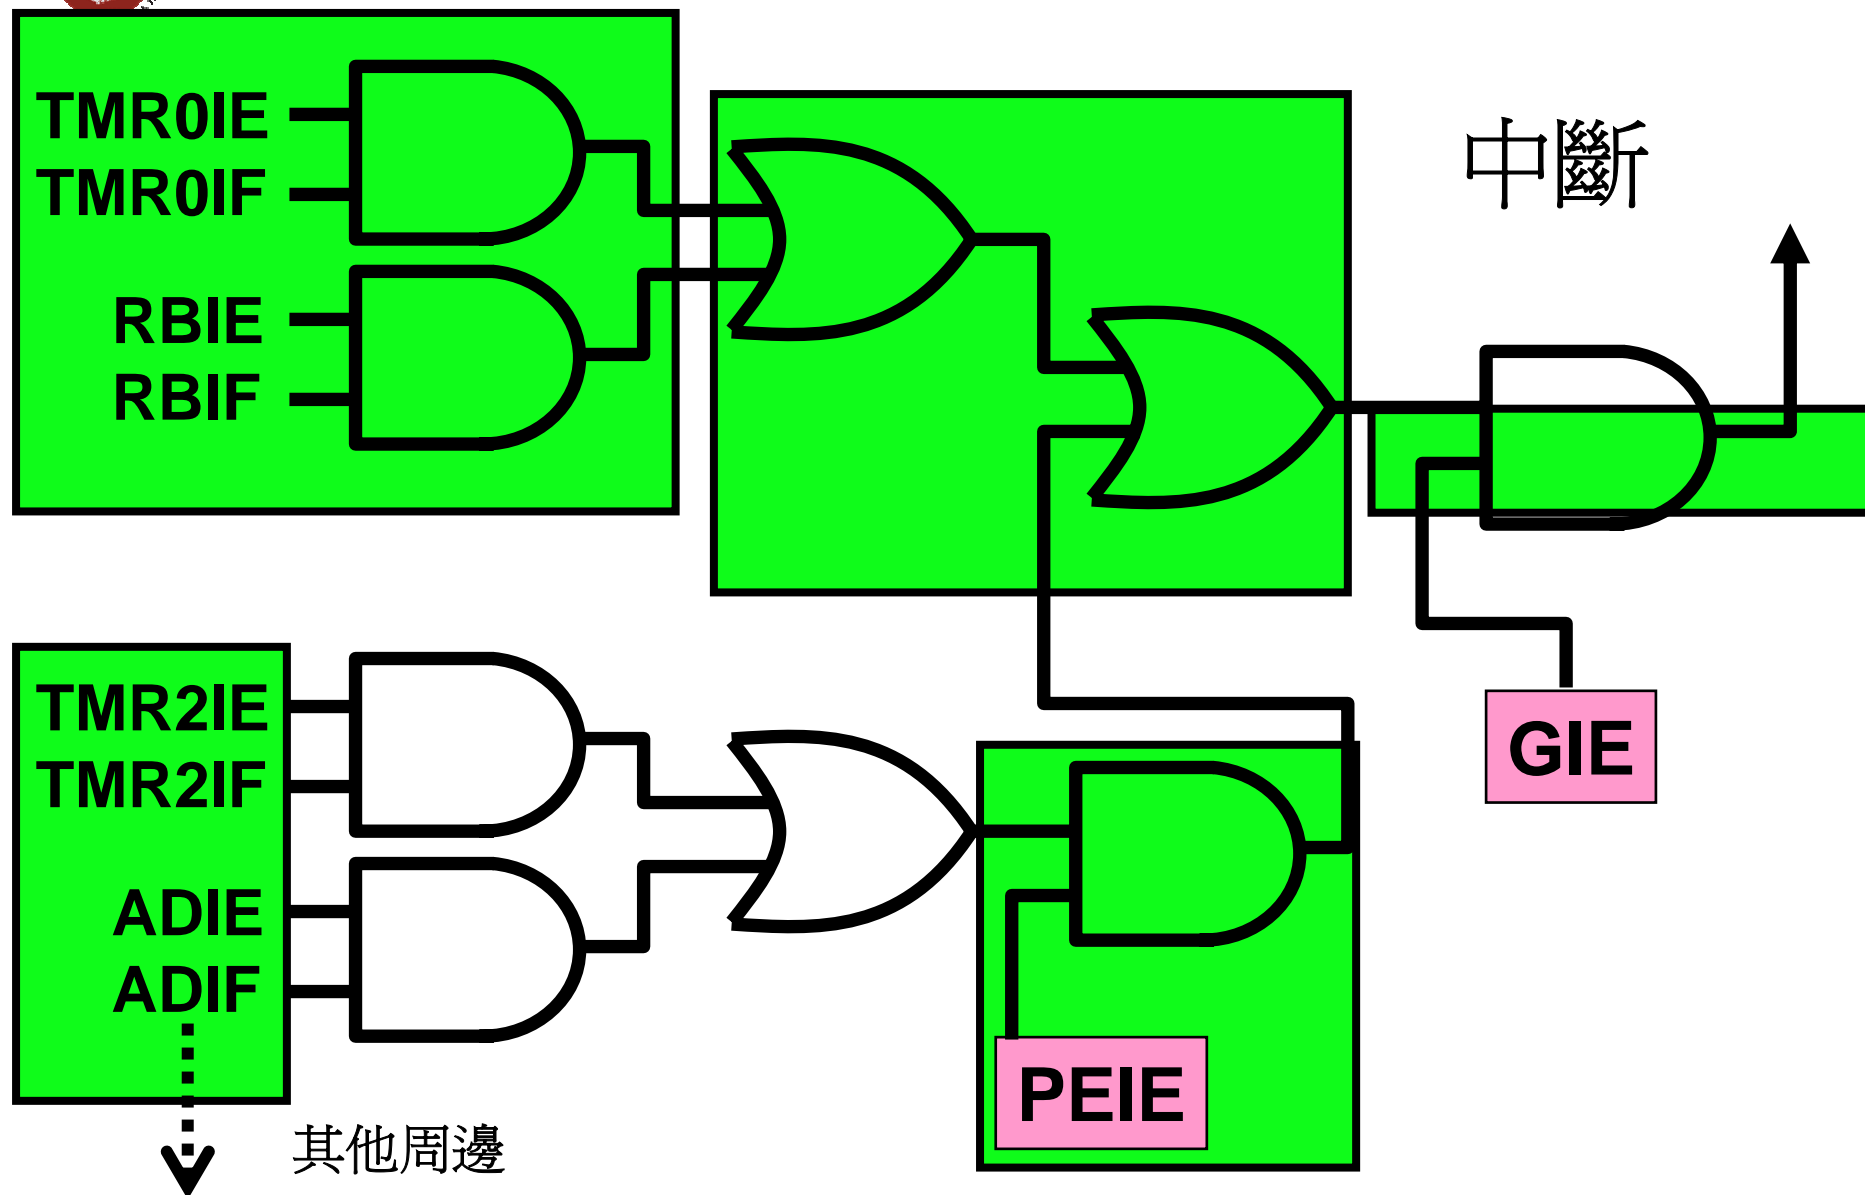 TMR0IE
TMR0IF
RBIE
RBIF
中斷
TMR2IE
TMR2IF
ADIE
ADIF
GIE
PEIE
其他周邊